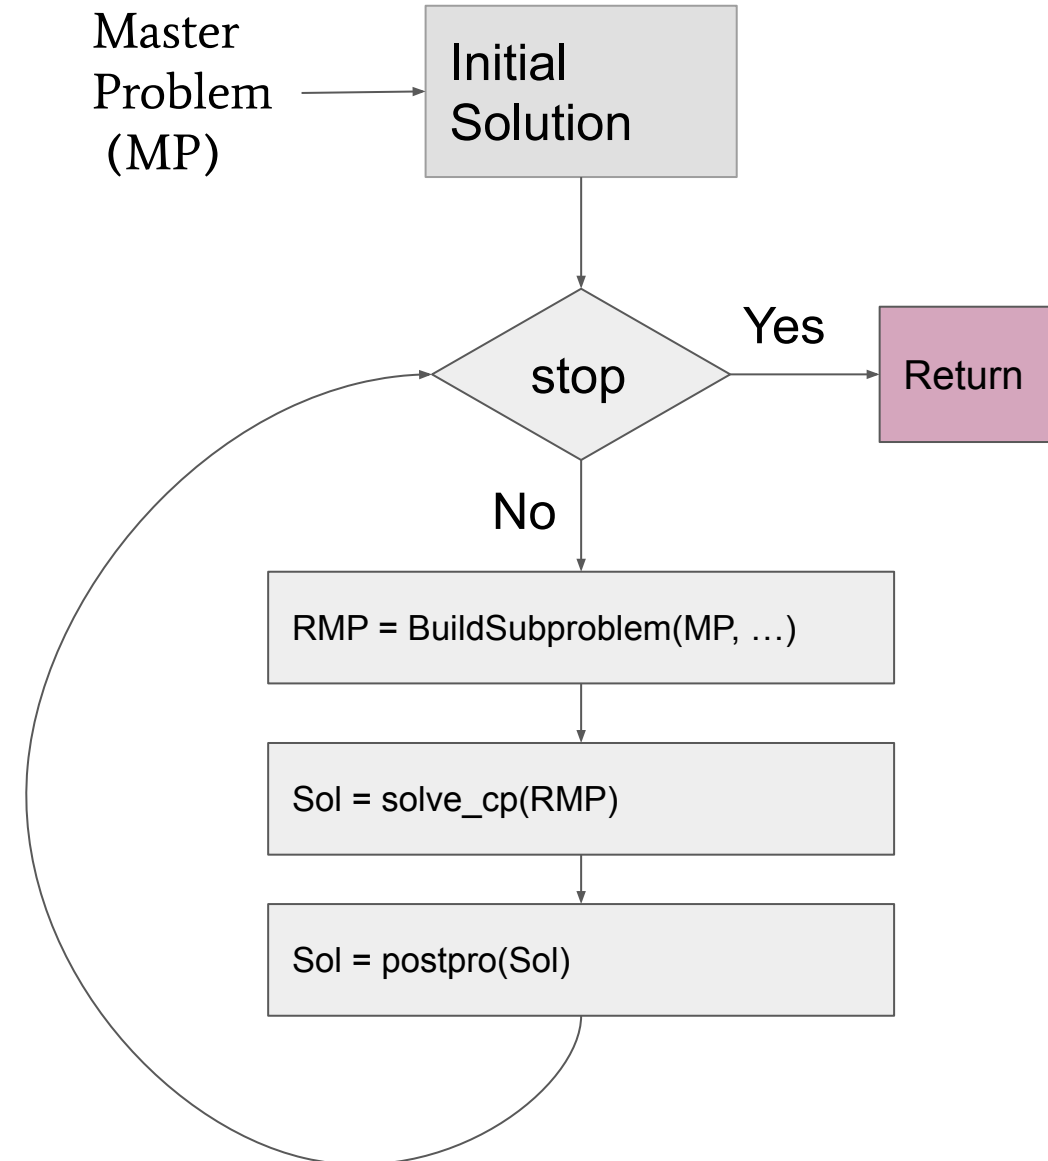 Master
Problem
(MP)
Initial
Solution
stop
Yes
Return
No
RMP = BuildSubproblem(MP, …)
Sol = solve_cp(RMP)
Sol = postpro(Sol)